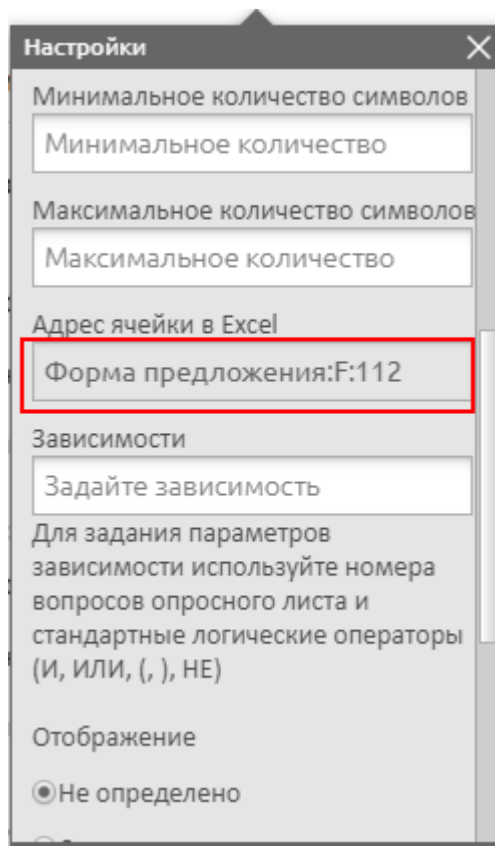 Настройки
Минимальное количество символов
Минимальное количество
Максимальное количество символов
Максимальное количество
Адрес ячейки в Excel
Форма предложения:F:112
Зависимости
Задайте зависимость
Для задания параметров
зависимости используйте номера
вопросов опросного листа и
стандартные логические операторы
(И, ИЛИ, (, ), НЕ)
Отображение
Не определено